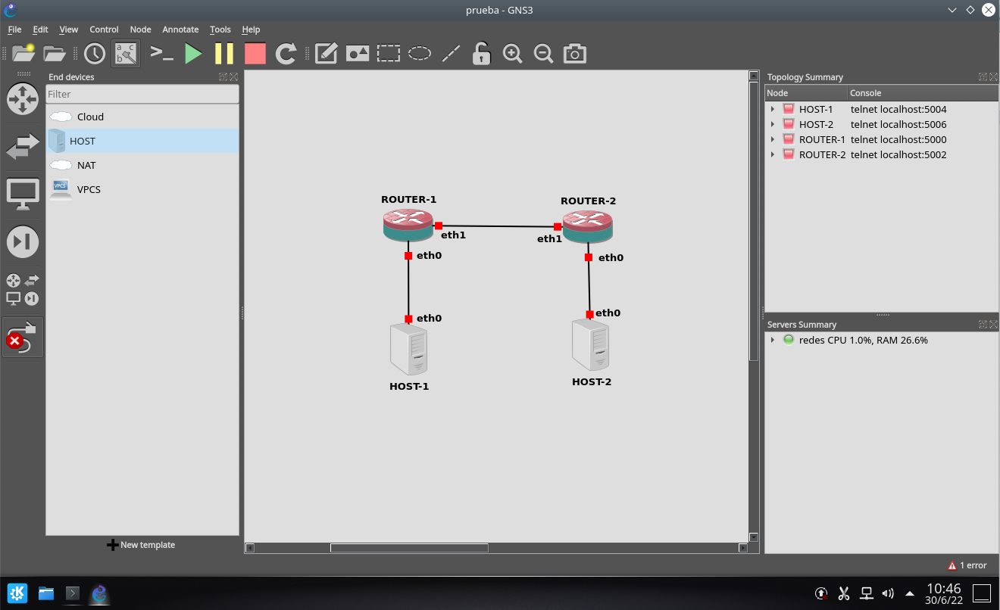 prueba - GNS3
File Edit View Control Node Annotate Tools Help
End devices
Filter
Cloud
HOST
NAT
VPCS
VPCS
New template
ROUTER-1
ROUTER-2
eth1
eth1
eth0
eth0
eth0
eth0
HOST-1
HOST-2
Topology Summary
Node Console
HOST-1 telnet localhost:5004
HOST-2 telnet localhost:5006
ROUTER-1 telnet localhost:5000
ROUTER-2 telnet localhost:5002
Servers Summary
redes CPU 1.0%, RAM 26.6%
1 error
10:46
30/6/22